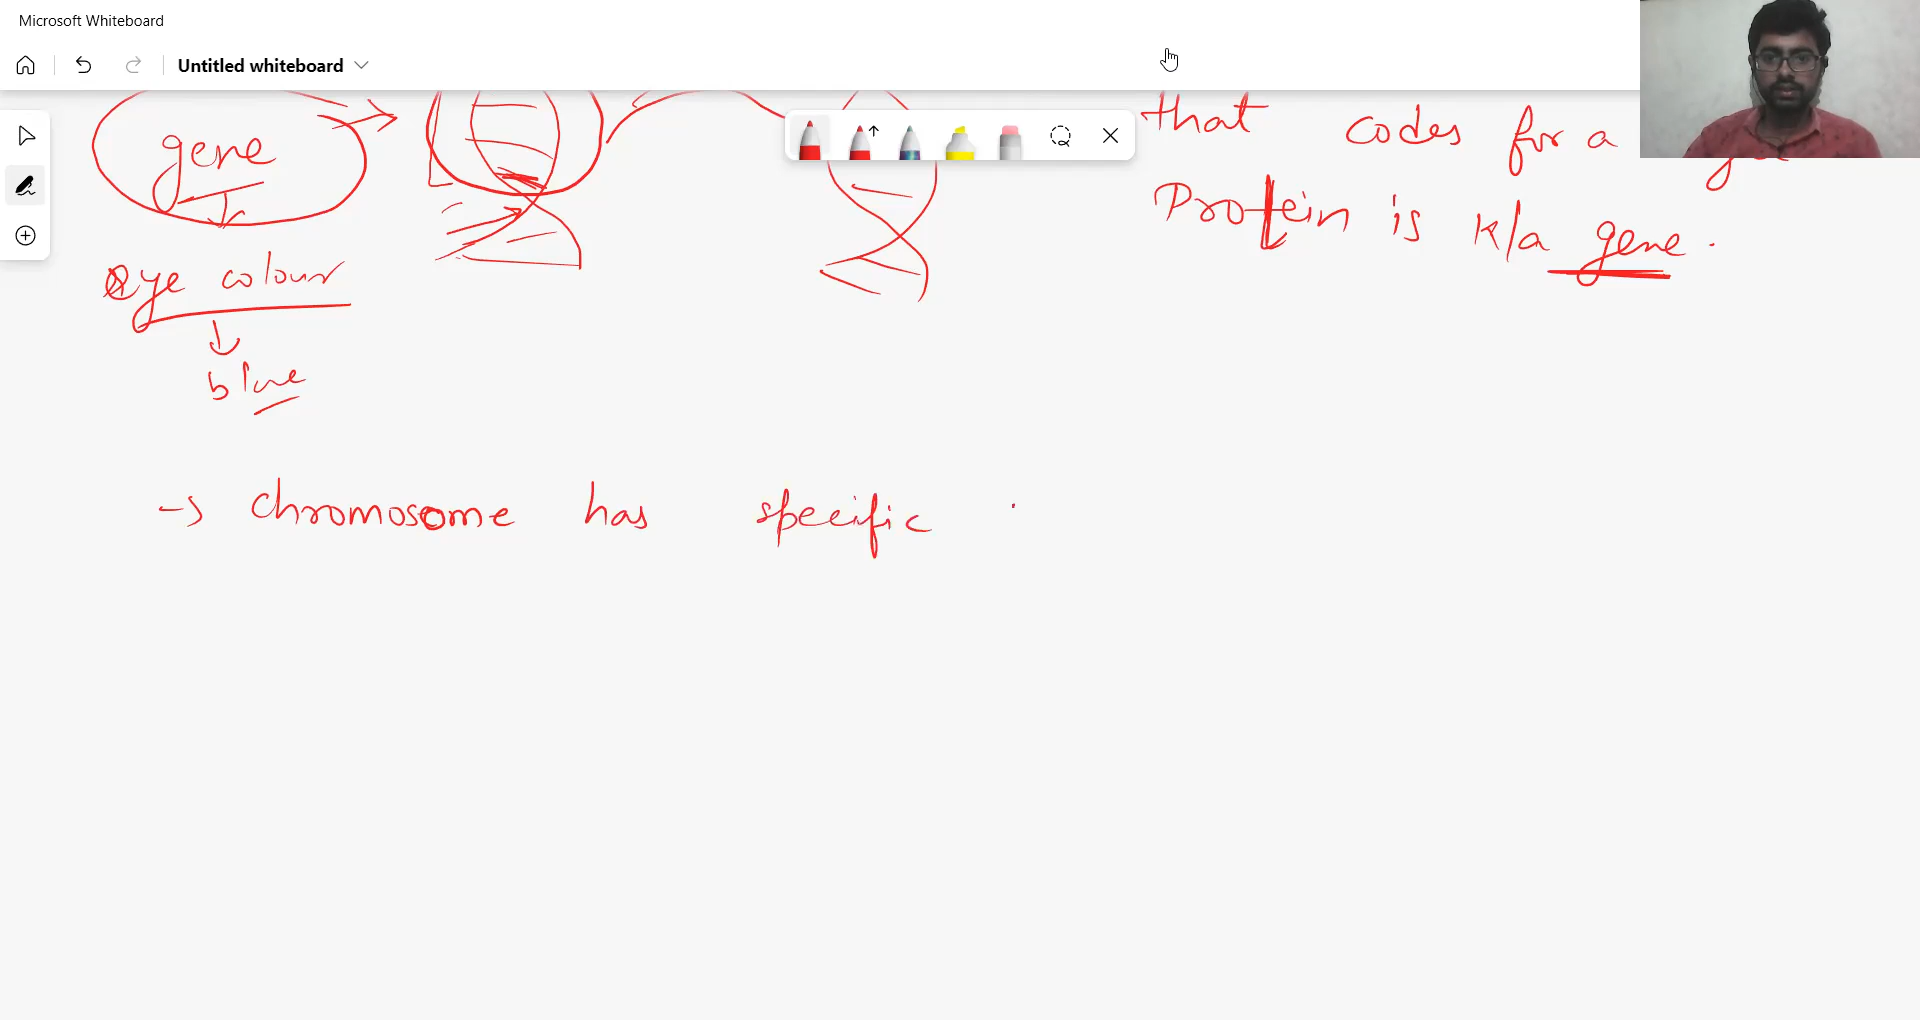 Microsoft Whiteboard
Untitled whiteboard
gene
that codes for a
Protein is k/a gene.
eye colour
blue
→ chromosome has specific